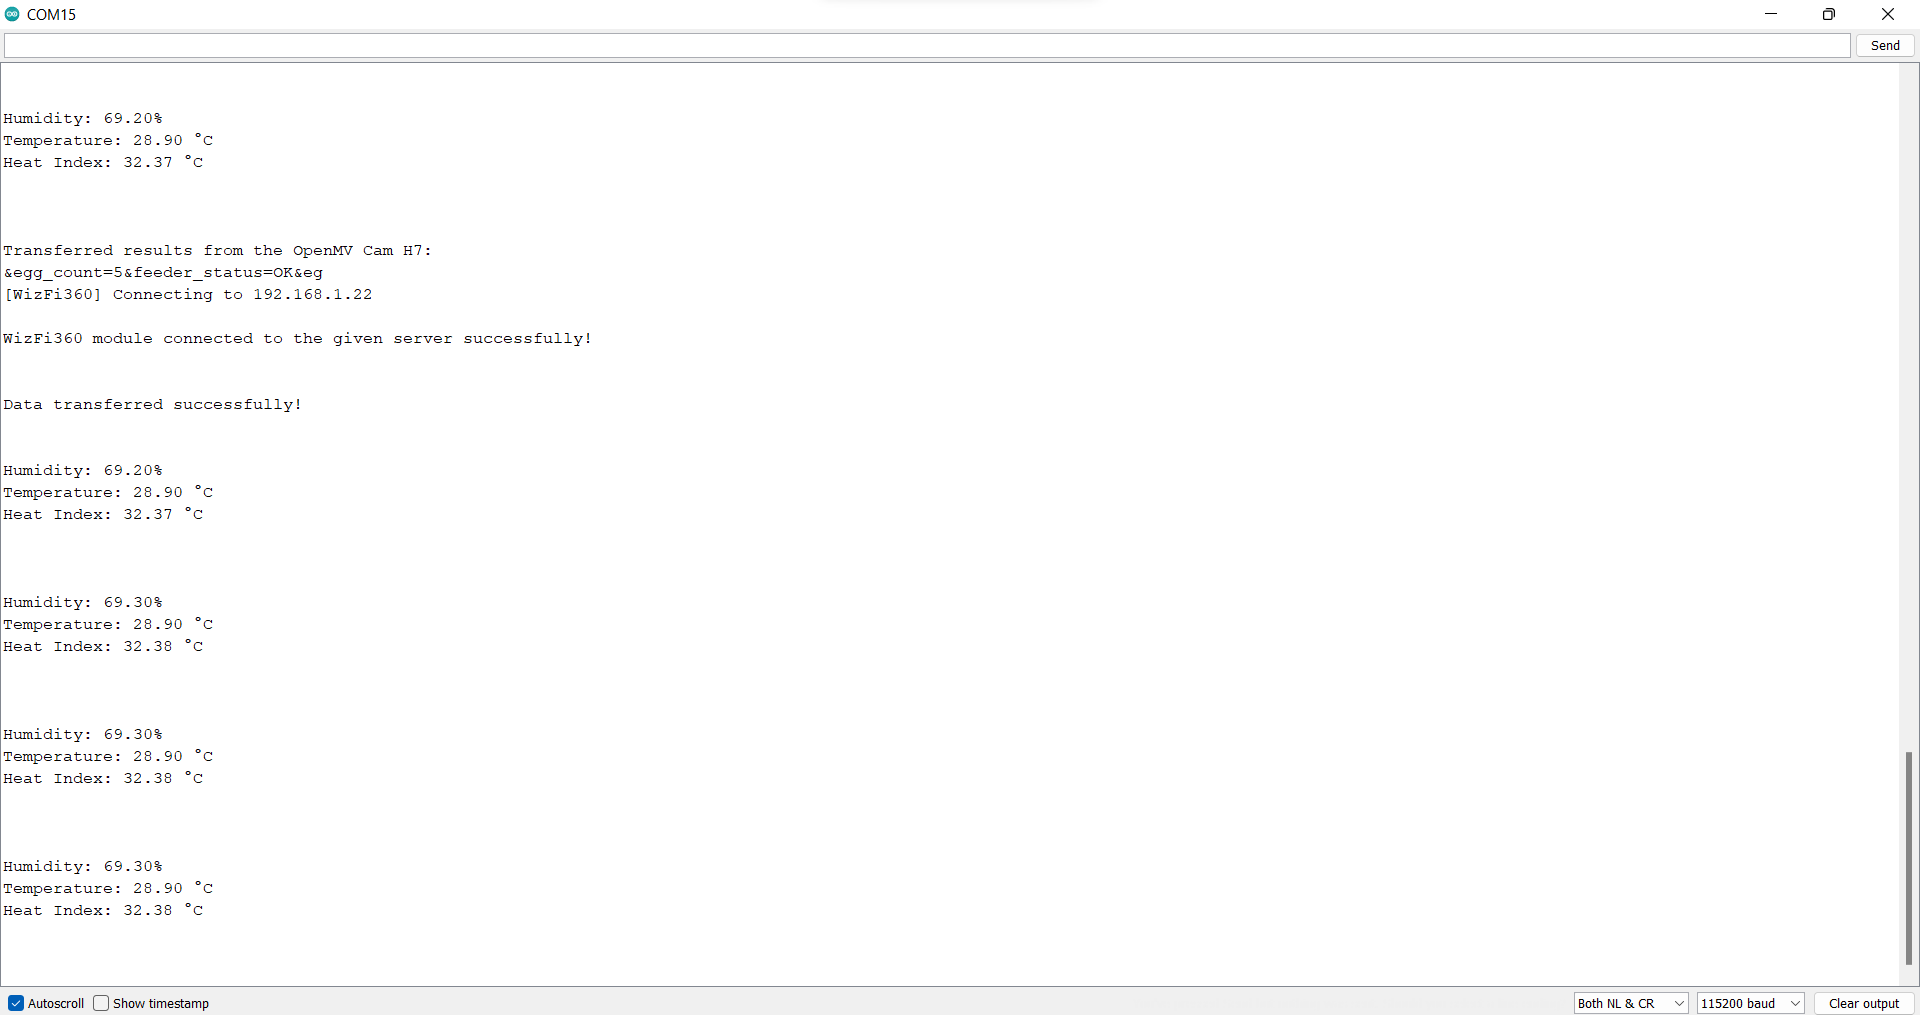 COM15
Send
Humidity: 69.20%
Temperature: 28.90 °C
Heat Index: 32.37 °C
Transferred results from the OpenMV Cam H7:
&egg_count=5&feeder_status=OK&eg
[WizFi360] Connecting to 192.168.1.22
WizFi360 module connected to the given server successfully!
Data transferred successfully!
Humidity: 69.20%
Temperature: 28.90 °C
Heat Index: 32.37 °C
Humidity: 69.30%
Temperature: 28.90 °C
Heat Index: 32.38 °C
Humidity: 69.30%
Temperature: 28.90 °C
Heat Index: 32.38 °C
Humidity: 69.30%
Temperature: 28.90 °C
Heat Index: 32.38 °C
Autoscroll Show timestamp Both NL & CR 115200 baud Clear output